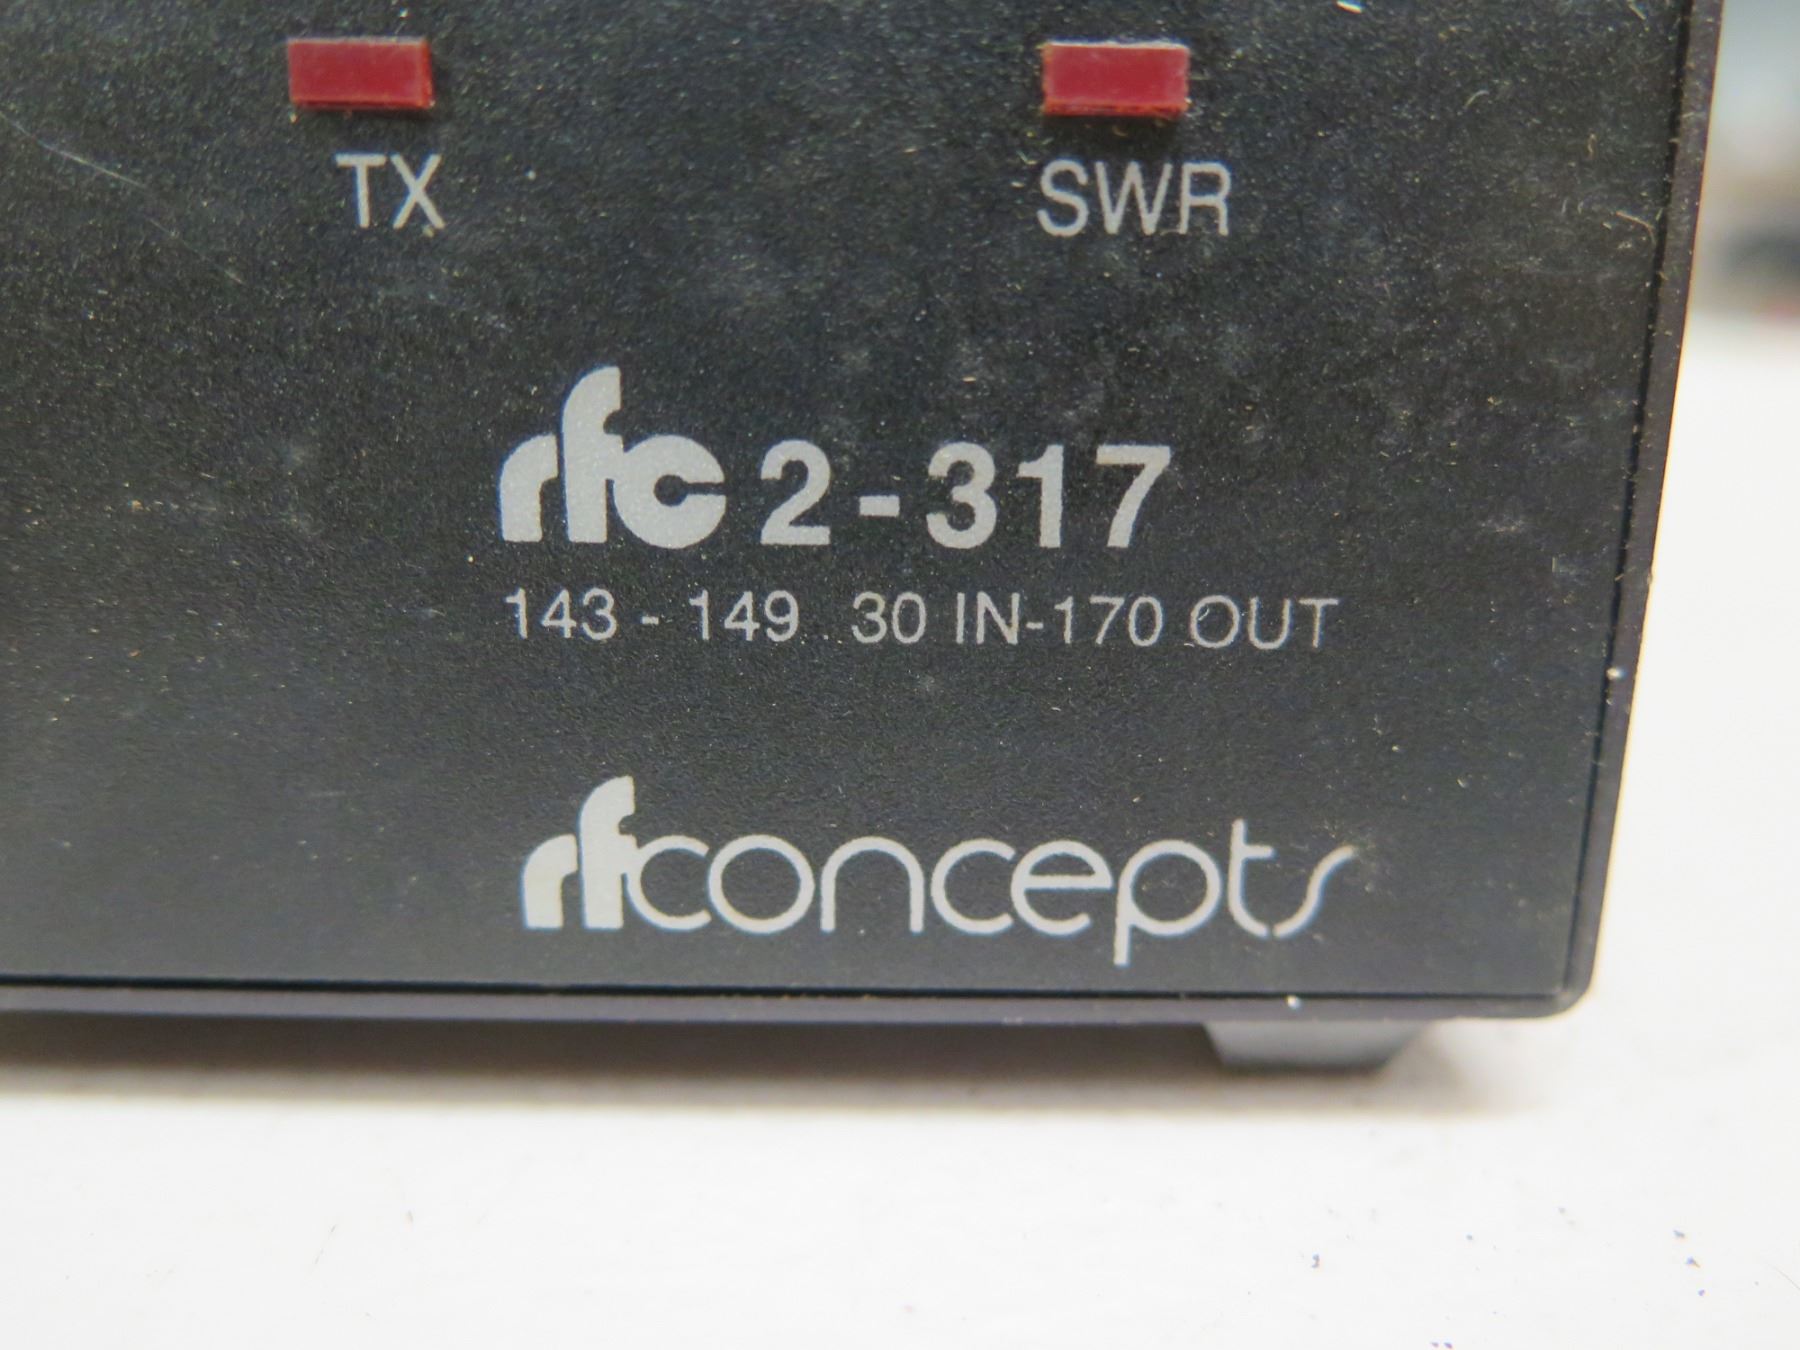 TX SWR
rfc 2-317
143 - 149 30 IN-170 OUT
rfconcepts